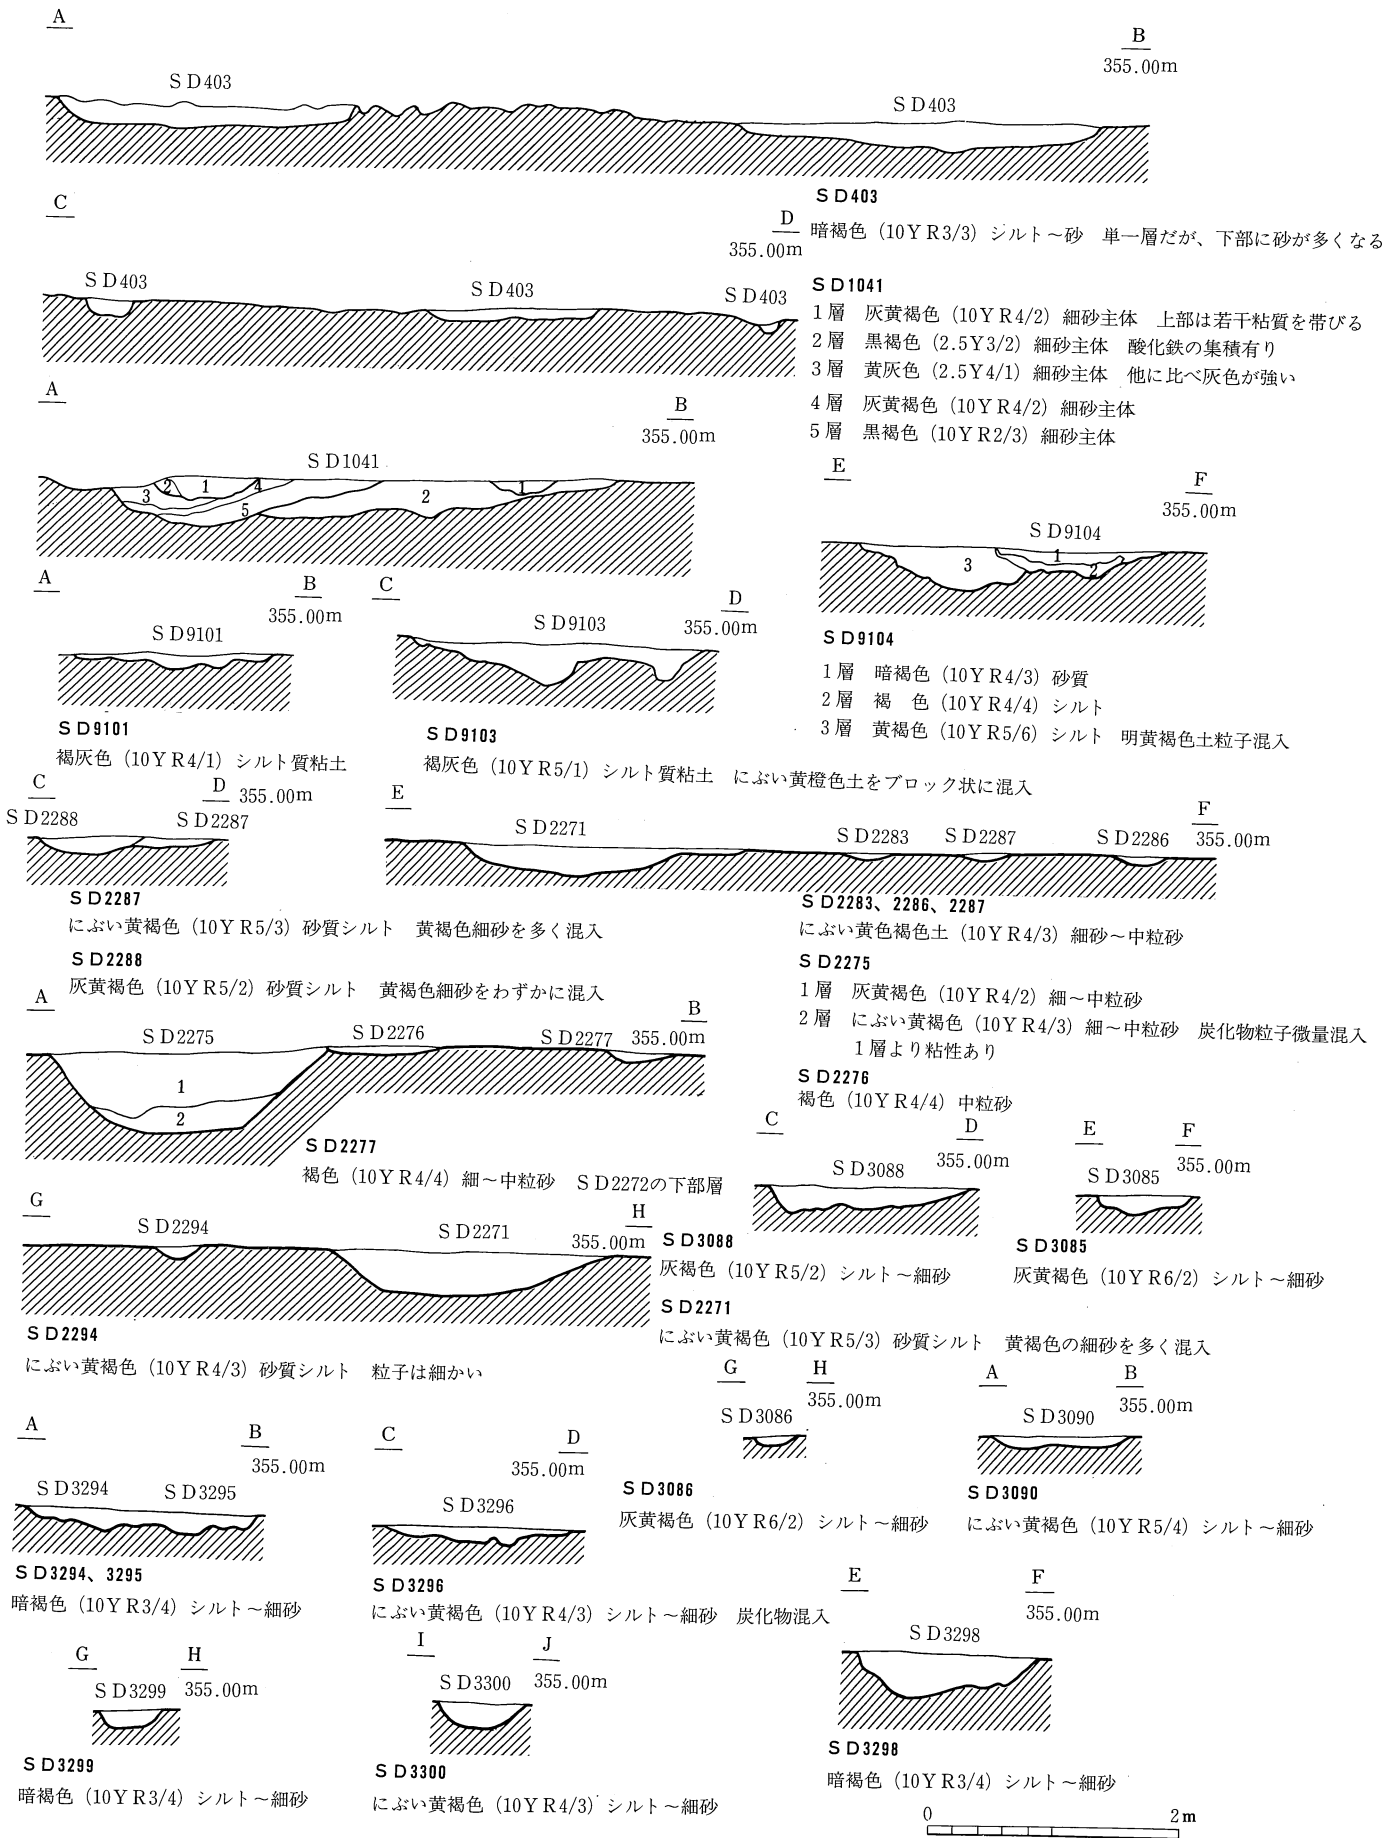 A
B
355.00m
SD403
SD403
SD403
暗褐色（10YR3/3）シルト～砂　単一層だが、下部に砂が多くなる
C
D
355.00m
SD403
SD403
SD403
SD1041
1層　灰黄褐色（10YR4/2）細砂主体　上部は若干粘質を帯びる
2層　黒褐色（2.5Y3/2）細砂主体　酸化鉄の集積有り
3層　黄灰色（2.5Y4/1）細砂主体　他に比べ灰色が強い
4層　灰黄褐色（10YR4/2）細砂主体
5層　黒褐色（10YR2/3）細砂主体
A
B
355.00m
SD1041
3 2 1 4 5 2 1
E
F
355.00m
SD9104
3 1 2
SD9104
1層　暗褐色（10YR4/3）砂質
2層　褐　色（10YR4/4）シルト
3層　黄褐色（10YR5/6）シルト　明黄褐色土粒子混入
A
B
355.00m
SD9101
SD9101
褐灰色（10YR4/1）シルト質粘土
C
D
355.00m
SD9103
SD9103
褐灰色（10YR5/1）シルト質粘土　にぶい黄橙色土をブロック状に混入
C
D
355.00m
SD2288
SD2287
SD2287
にぶい黄褐色（10YR5/3）砂質シルト　黄褐色細砂を多く混入
SD2288
灰黄褐色（10YR5/2）砂質シルト　黄褐色細砂をわずかに混入
E
F
355.00m
SD2271
SD2283
SD2287
SD2286
SD2283、2286、2287
にぶい黄色褐色土（10YR4/3）細砂～中粒砂
SD2275
1層　灰黄褐色（10YR4/2）細～中粒砂
2層　にぶい黄褐色（10YR4/3）細～中粒砂　炭化物粒子微量混入
1層より粘性あり
SD2276
褐色（10YR4/4）中粒砂
A
B
355.00m
SD2275
SD2276
SD2277
1
2
SD2277
褐色（10YR4/4）細～中粒砂　SD2272の下部層
C
D
355.00m
SD3088
SD3088
灰褐色（10YR5/2）シルト～細砂
E
F
355.00m
SD3085
SD3085
灰黄褐色（10YR6/2）シルト～細砂
G
H
355.00m
SD2294
SD2271
SD2271
にぶい黄褐色（10YR5/3）砂質シルト　黄褐色の細砂を多く混入
SD2294
にぶい黄褐色（10YR4/3）砂質シルト　粒子は細かい
G
H
355.00m
SD3086
SD3086
灰黄褐色（10YR6/2）シルト～細砂
A
B
355.00m
SD3090
SD3090
にぶい黄褐色（10YR5/4）シルト～細砂
A
B
355.00m
SD3294
SD3295
SD3294、3295
暗褐色（10YR3/4）シルト～細砂
C
D
355.00m
SD3296
SD3296
にぶい黄褐色（10YR4/3）シルト～細砂　炭化物混入
E
F
355.00m
SD3298
SD3298
暗褐色（10YR3/4）シルト～細砂
G
H
355.00m
SD3299
SD3299
暗褐色（10YR3/4）シルト～細砂
I
J
355.00m
SD3300
SD3300
にぶい黄褐色（10YR4/3）シルト～細砂
0
2m